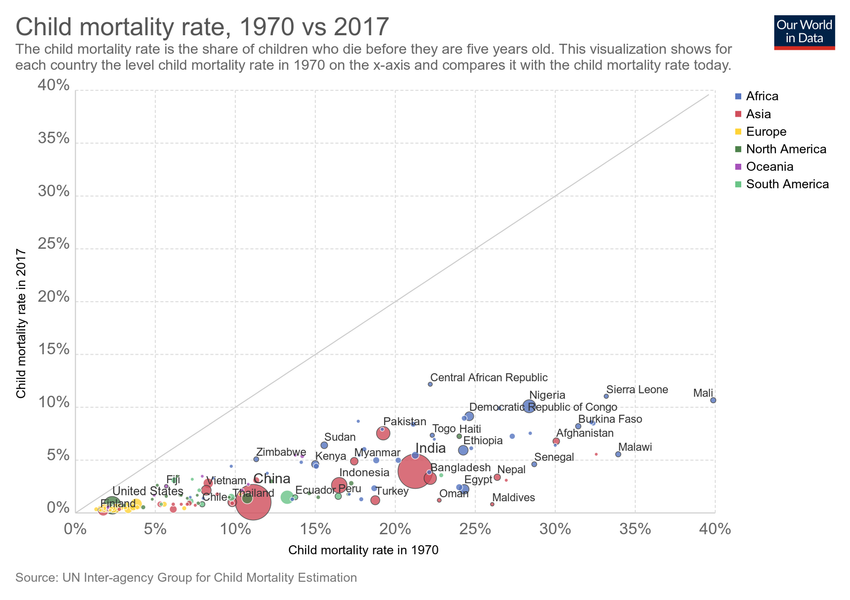 Child mortality rate, 1970 vs 2017
Our World
in Data
The child mortality rate is the share of children who die before they are five years old. This visualization shows for
each country the level child mortality rate in 1970 on the x-axis and compares it with the child mortality rate today.
40%
35%
30%
25%
20%
15%
10%
5%
0%
Child mortality rate in 2017
Africa
Asia
Europe
North America
Oceania
South America
Central African Republic
Sierra Leone
Mali
Nigeria
Democratic Republic of Congo
Burkina Faso
Pakistan
Togo
Haiti
Afghanistan
Sudan
Ethiopia
India
Malawi
Zimbabwe
Kenya
Myanmar
Senegal
Bangladesh
Nepal
Indonesia
Fiji
Vietnam
China
Egypt
United States
Chile
Thailand
Ecuador
Peru
Turkey
Oman
Maldives
Finland
0%
5%
10%
15%
20%
25%
30%
35%
40%
Child mortality rate in 1970
Source: UN Inter-agency Group for Child Mortality Estimation